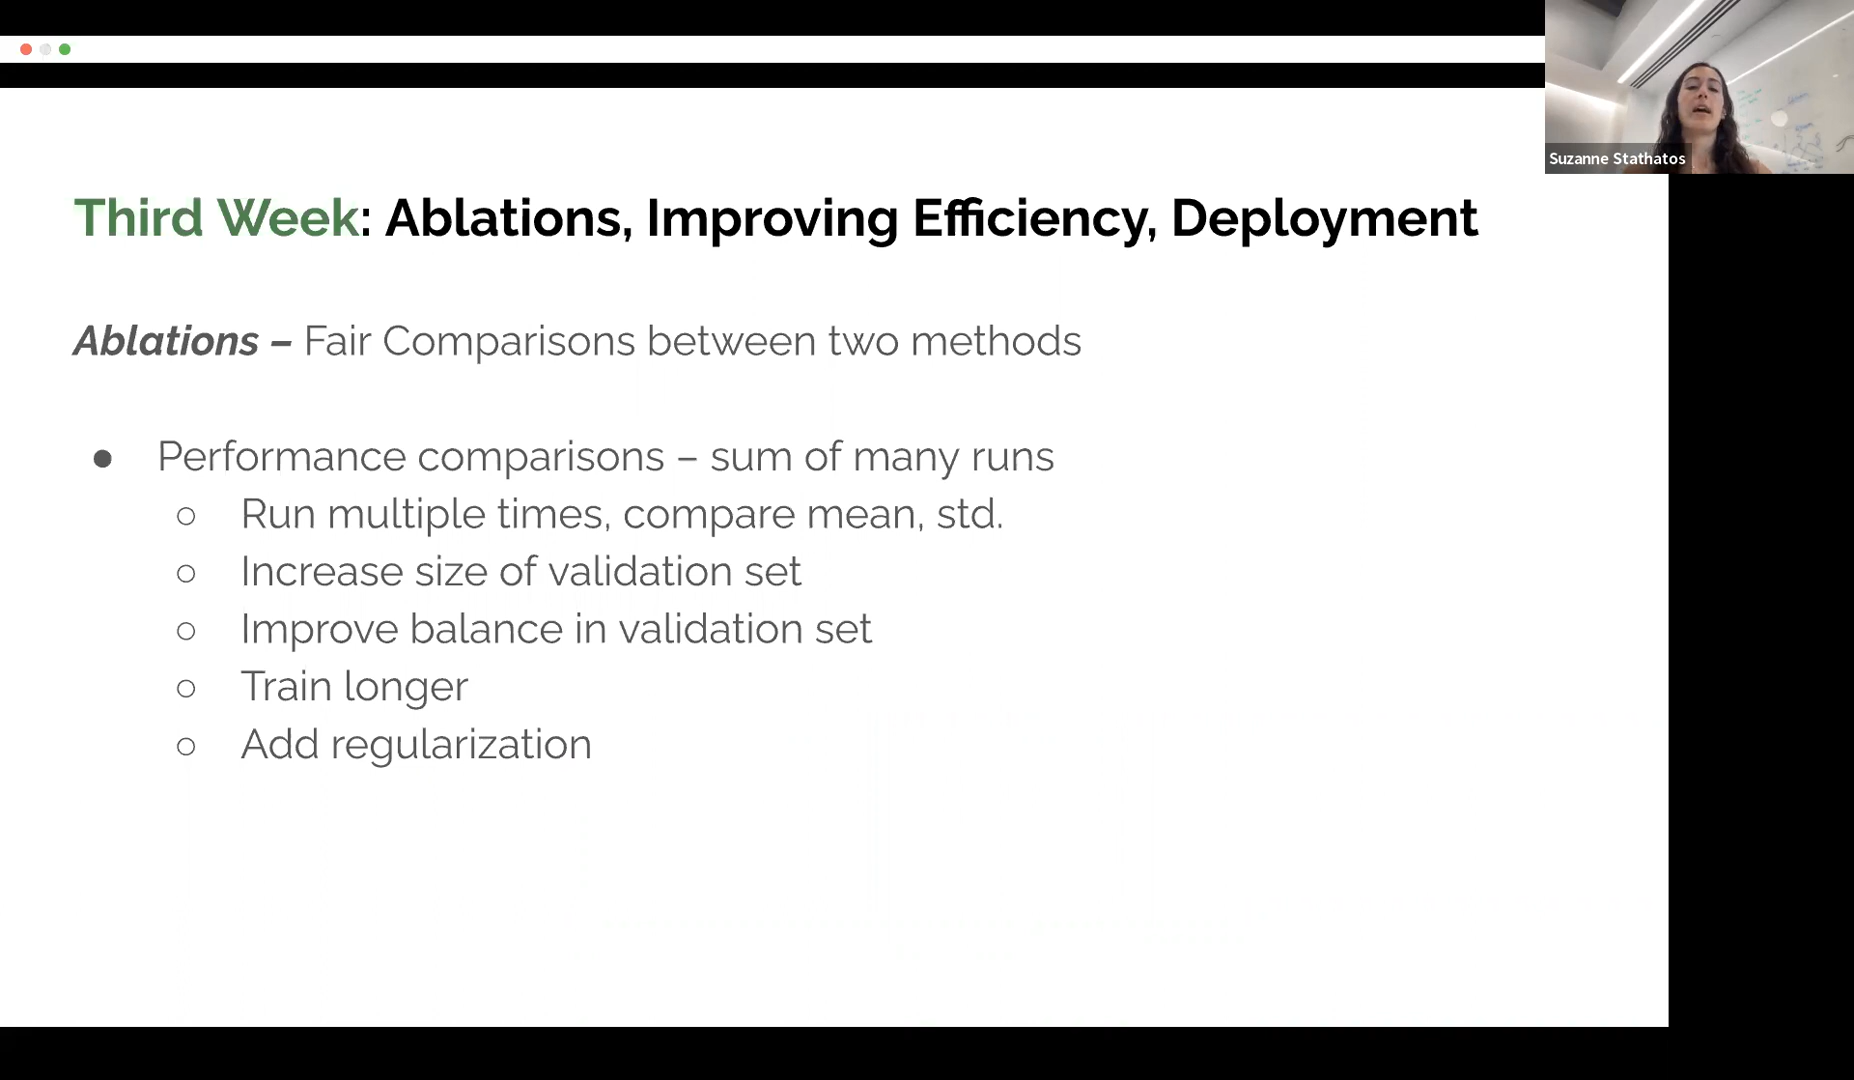 Suzanne Stathatos
Third Week: Ablations, Improving Efficiency, Deployment
Ablations – Fair Comparisons between two methods
● Performance comparisons – sum of many runs
○ Run multiple times, compare mean, std.
○ Increase size of validation set
○ Improve balance in validation set
○ Train longer
○ Add regularization